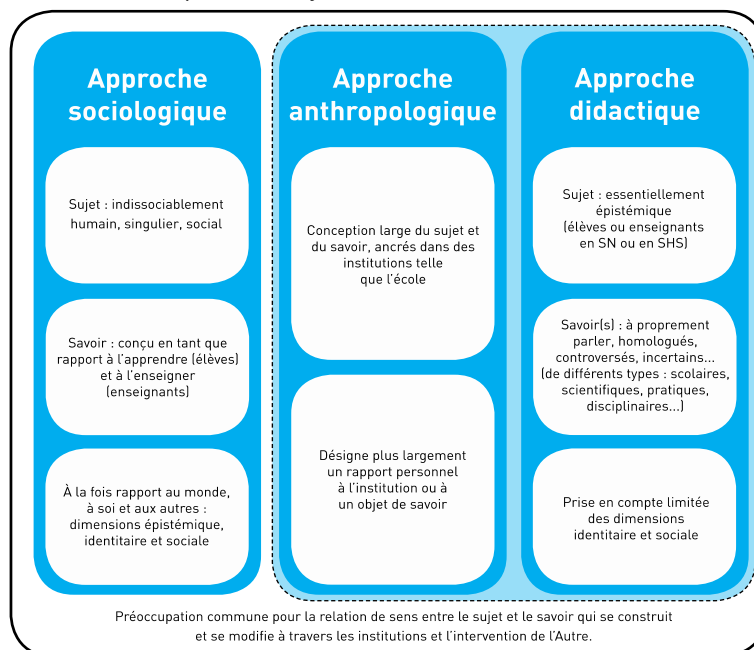 Approche
sociologique
Sujet : indissociablement
humain, singulier, social
Savoir : conçu en tant que
rapport à l’apprendre (élèves)
et à l’enseigner
(enseignants)
À la fois rapport au monde,
à soi et aux autres :
dimensions épistémique,
identitaire et sociale
Approche
anthropologique
Conception large du sujet et
du savoir, ancrés dans des
institutions telle
que l’école
Désigne plus largement
un rapport personnel
à l’institution ou à
un objet de savoir
Approche
didactique
Sujet : essentiellement
épistémique
(élèves ou enseignants
en SN ou en SHS)
Savoir(s) : à proprement
parler, homologués,
controversés, incertains...
(de différents types : scolaires,
scientifiques, pratiques,
disciplinaires...)
Prise en compte limitée
des dimensions
identitaire et sociale
Préoccupation commune pour la relation de sens entre le sujet et le savoir qui se construit
et se modifie à travers les institutions et l’intervention de l’Autre.